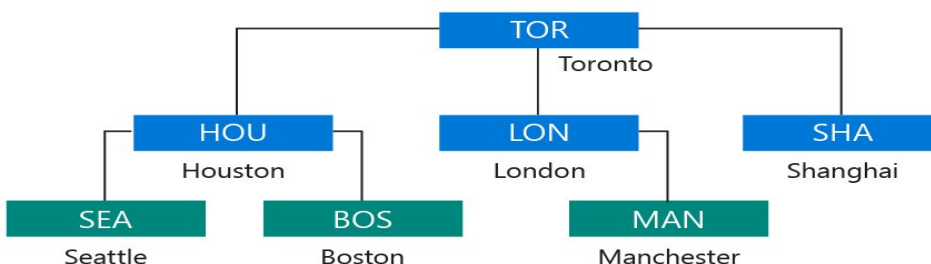 TOR
Toronto
HOU
LON
SHA
Houston
London
Shanghai
SEA
BOS
MAN
Seattle
Boston
Manchester